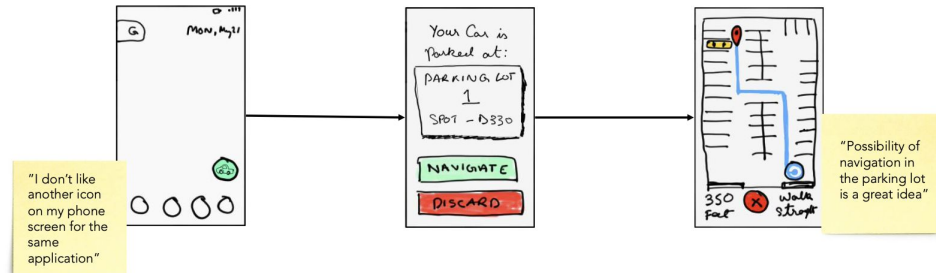 G
MON, May 21
"I don't like
another icon
on my phone
screen for the
same
application"
Your Car is
Parked at:
PARKING LOT
1
SPOT - D330
NAVIGATE
DISCARD
350
Feet
X
Walk
Straight
"Possibility of
navigation in
the parking lot
is a great idea"